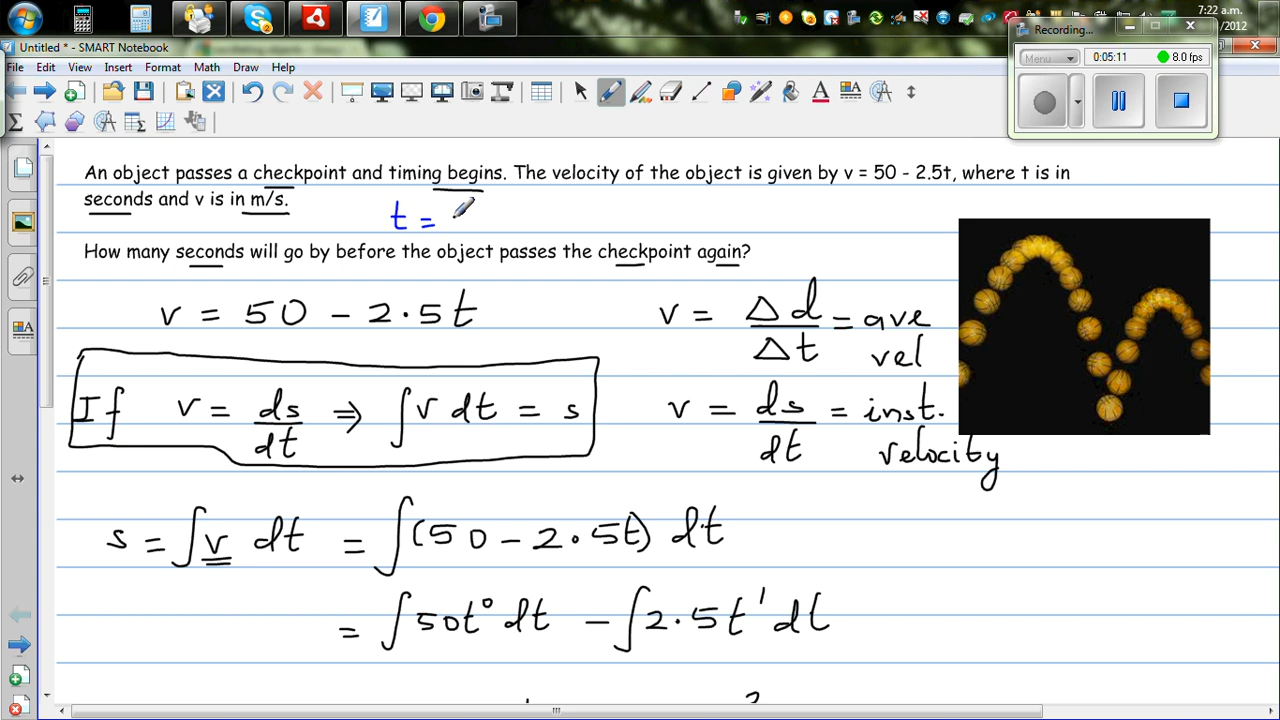 7:22 a.m.
/2012
Untitled * - SMART Notebook
Recording...
File Edit View Insert Format Math Draw Help
Menu 0:05:11 8.0 fps
An object passes a checkpoint and timing begins. The velocity of the object is given by v = 50 - 2.5t, where t is in
seconds and v is in m/s.
t =
How many seconds will go by before the object passes the checkpoint again?
v = 50 - 2.5t
v = Δd/Δt = ave vel
If v = ds/dt ⇒ ∫v dt = s
v = ds/dt = inst. velocity
s = ∫v dt = ∫(50 - 2.5t) dt
= ∫50t⁰ dt - ∫2.5t¹ dt